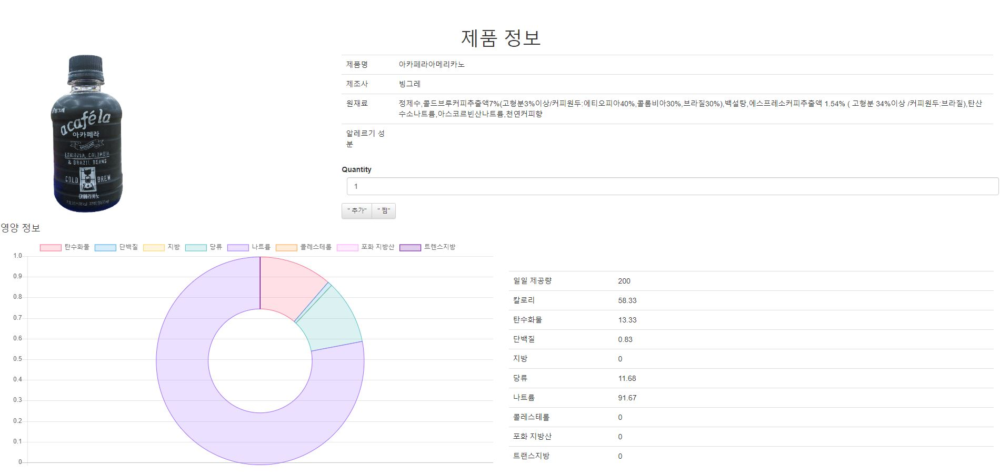 제품 정보
빙그레
acaféla
아카페라
AMERICANO
ETHIOPIA, COLOMBIA
& BRAZIL BEANS
COLD BREW
아메리카노
제품명 아카페라아메리카노
제조사 빙그레
원재료 정제수,콜드브루커피추출액7%(고형분3%이상/커피원두:에티오피아40%,콜롬비아30%,브라질30%),백설탕,에스프레소커피추출액 1.54% ( 고형분 34%이상 /커피원두:브라질),탄산
수소나트륨,아스코르빈산나트륨,천연커피향
알레르기 성
분
Quantity
1
" 추가" " 찜"
영양 정보
탄수화물 단백질 지방 당류 나트륨 콜레스테롤 포화 지방산 트렌스지방
1.0
0.9
0.8
0.7
0.6
0.5
0.4
0.3
0.2
0.1
0
일일 제공량 200
칼로리 58.33
탄수화물 13.33
단백질 0.83
지방 0
당류 11.68
나트륨 91.67
콜레스테롤 0
포화 지방산 0
트랜스지방 0